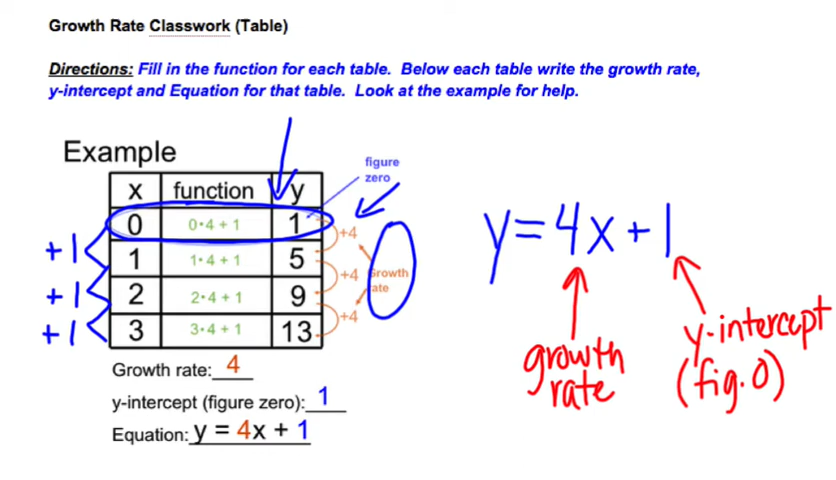 Growth Rate Classwork (Table)
Directions: Fill in the function for each table. Below each table write the growth rate,
y-intercept and Equation for that table. Look at the example for help.
Example
figure
zero
x function y
0 0•4 + 1 1
1 1•4 + 1 5
2 2•4 + 1 9
3 3•4 + 1 13
+1
+1
+1
+4
+4
+4
Growth
rate
Growth rate: 4
y-intercept (figure zero): 1
Equation: y = 4x + 1
y=4x+1
growth
rate
y-intercept
(fig. 0)